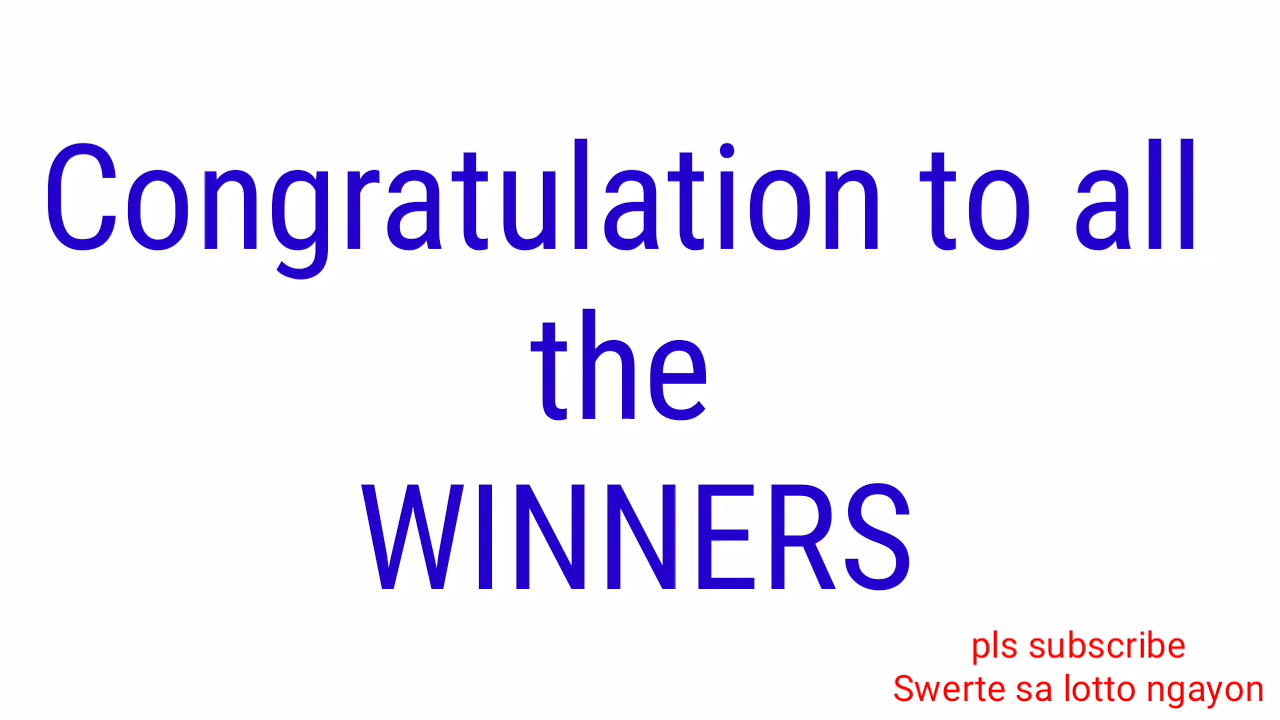 Congratulation to all
the
WINNERS
pls subscribe
Swerte sa lotto ngayon